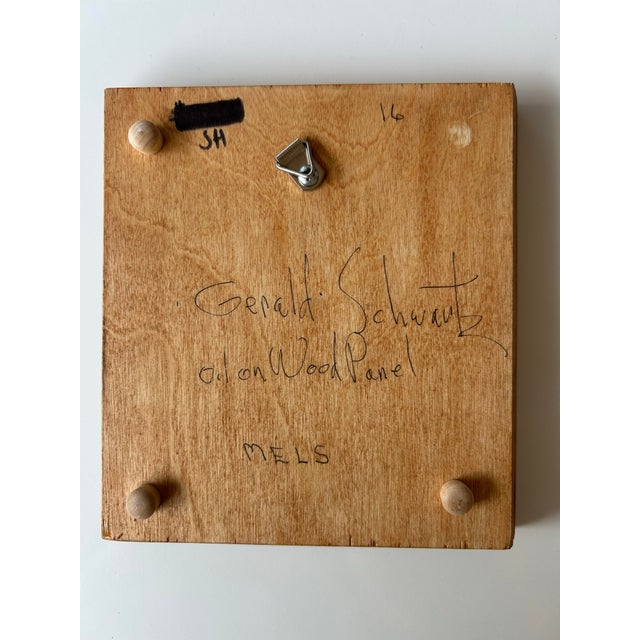 16
SH
Gerald Schwartz
oil on Wood Panel
MELS